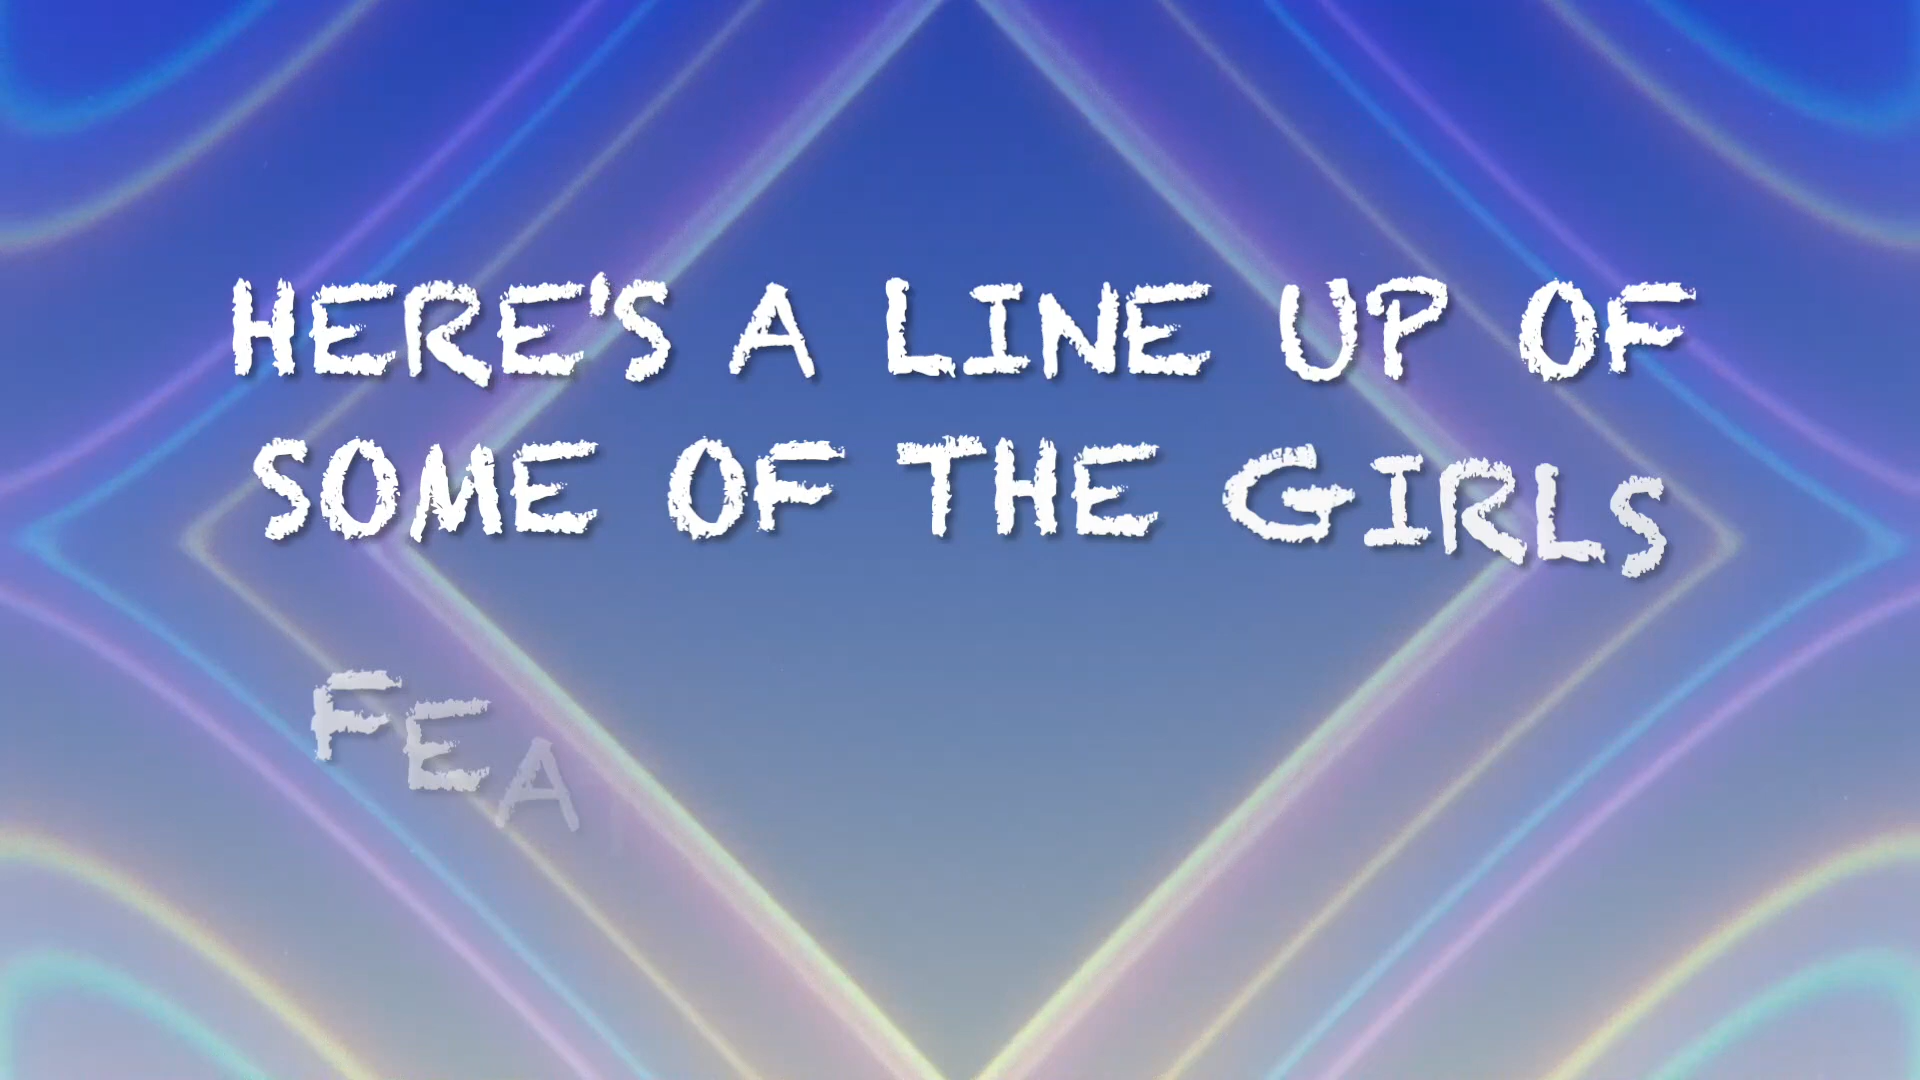 HERE'S A LINE UP OF
SOME OF THE GIRLS
FEA